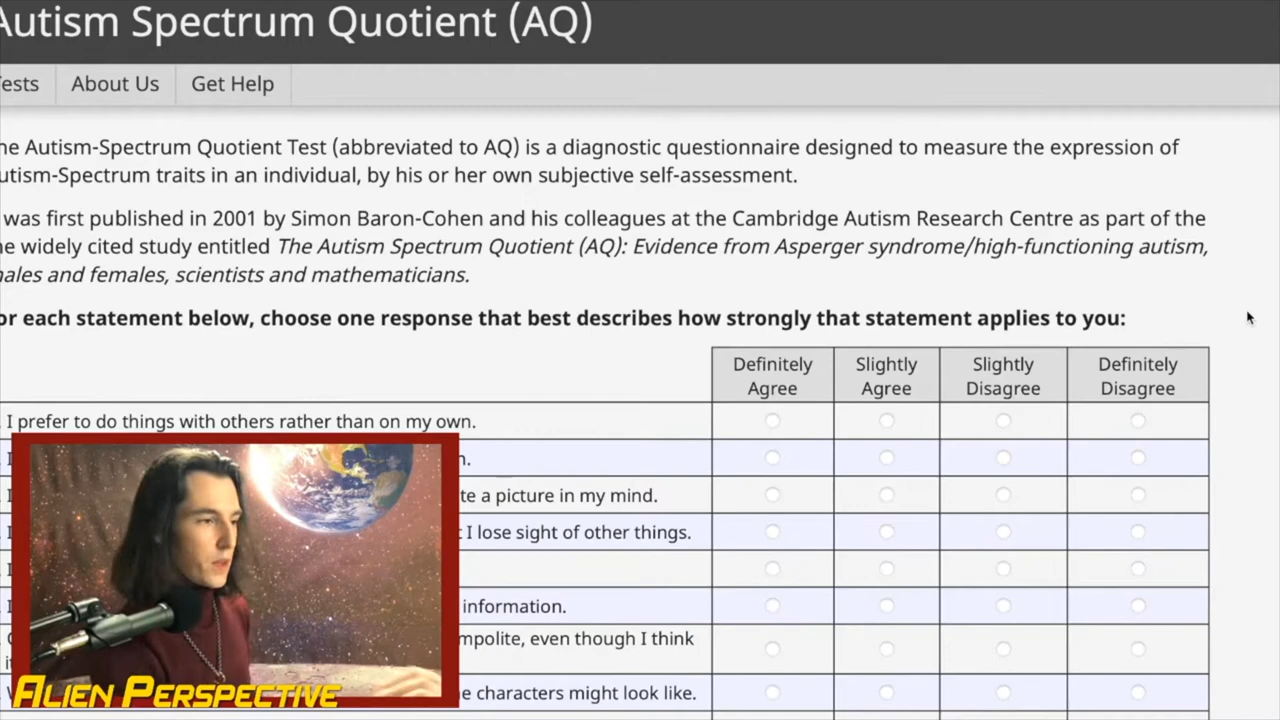 Autism Spectrum Quotient (AQ)
ests About Us Get Help
he Autism-Spectrum Quotient Test (abbreviated to AQ) is a diagnostic questionnaire designed to measure the expression of
utism-Spectrum traits in an individual, by his or her own subjective self-assessment.
was first published in 2001 by Simon Baron-Cohen and his colleagues at the Cambridge Autism Research Centre as part of the
he widely cited study entitled The Autism Spectrum Quotient (AQ): Evidence from Asperger syndrome/high-functioning autism,
males and females, scientists and mathematicians.
or each statement below, choose one response that best describes how strongly that statement applies to you:
Definitely Agree Slightly Agree Slightly Disagree Definitely Disagree
. I prefer to do things with others rather than on my own.
. I n.
. I te a picture in my mind.
. I t I lose sight of other things.
. I
. I information.
mpolite, even though I think
it
e characters might look like.
ALIEN PERSPECTIVE